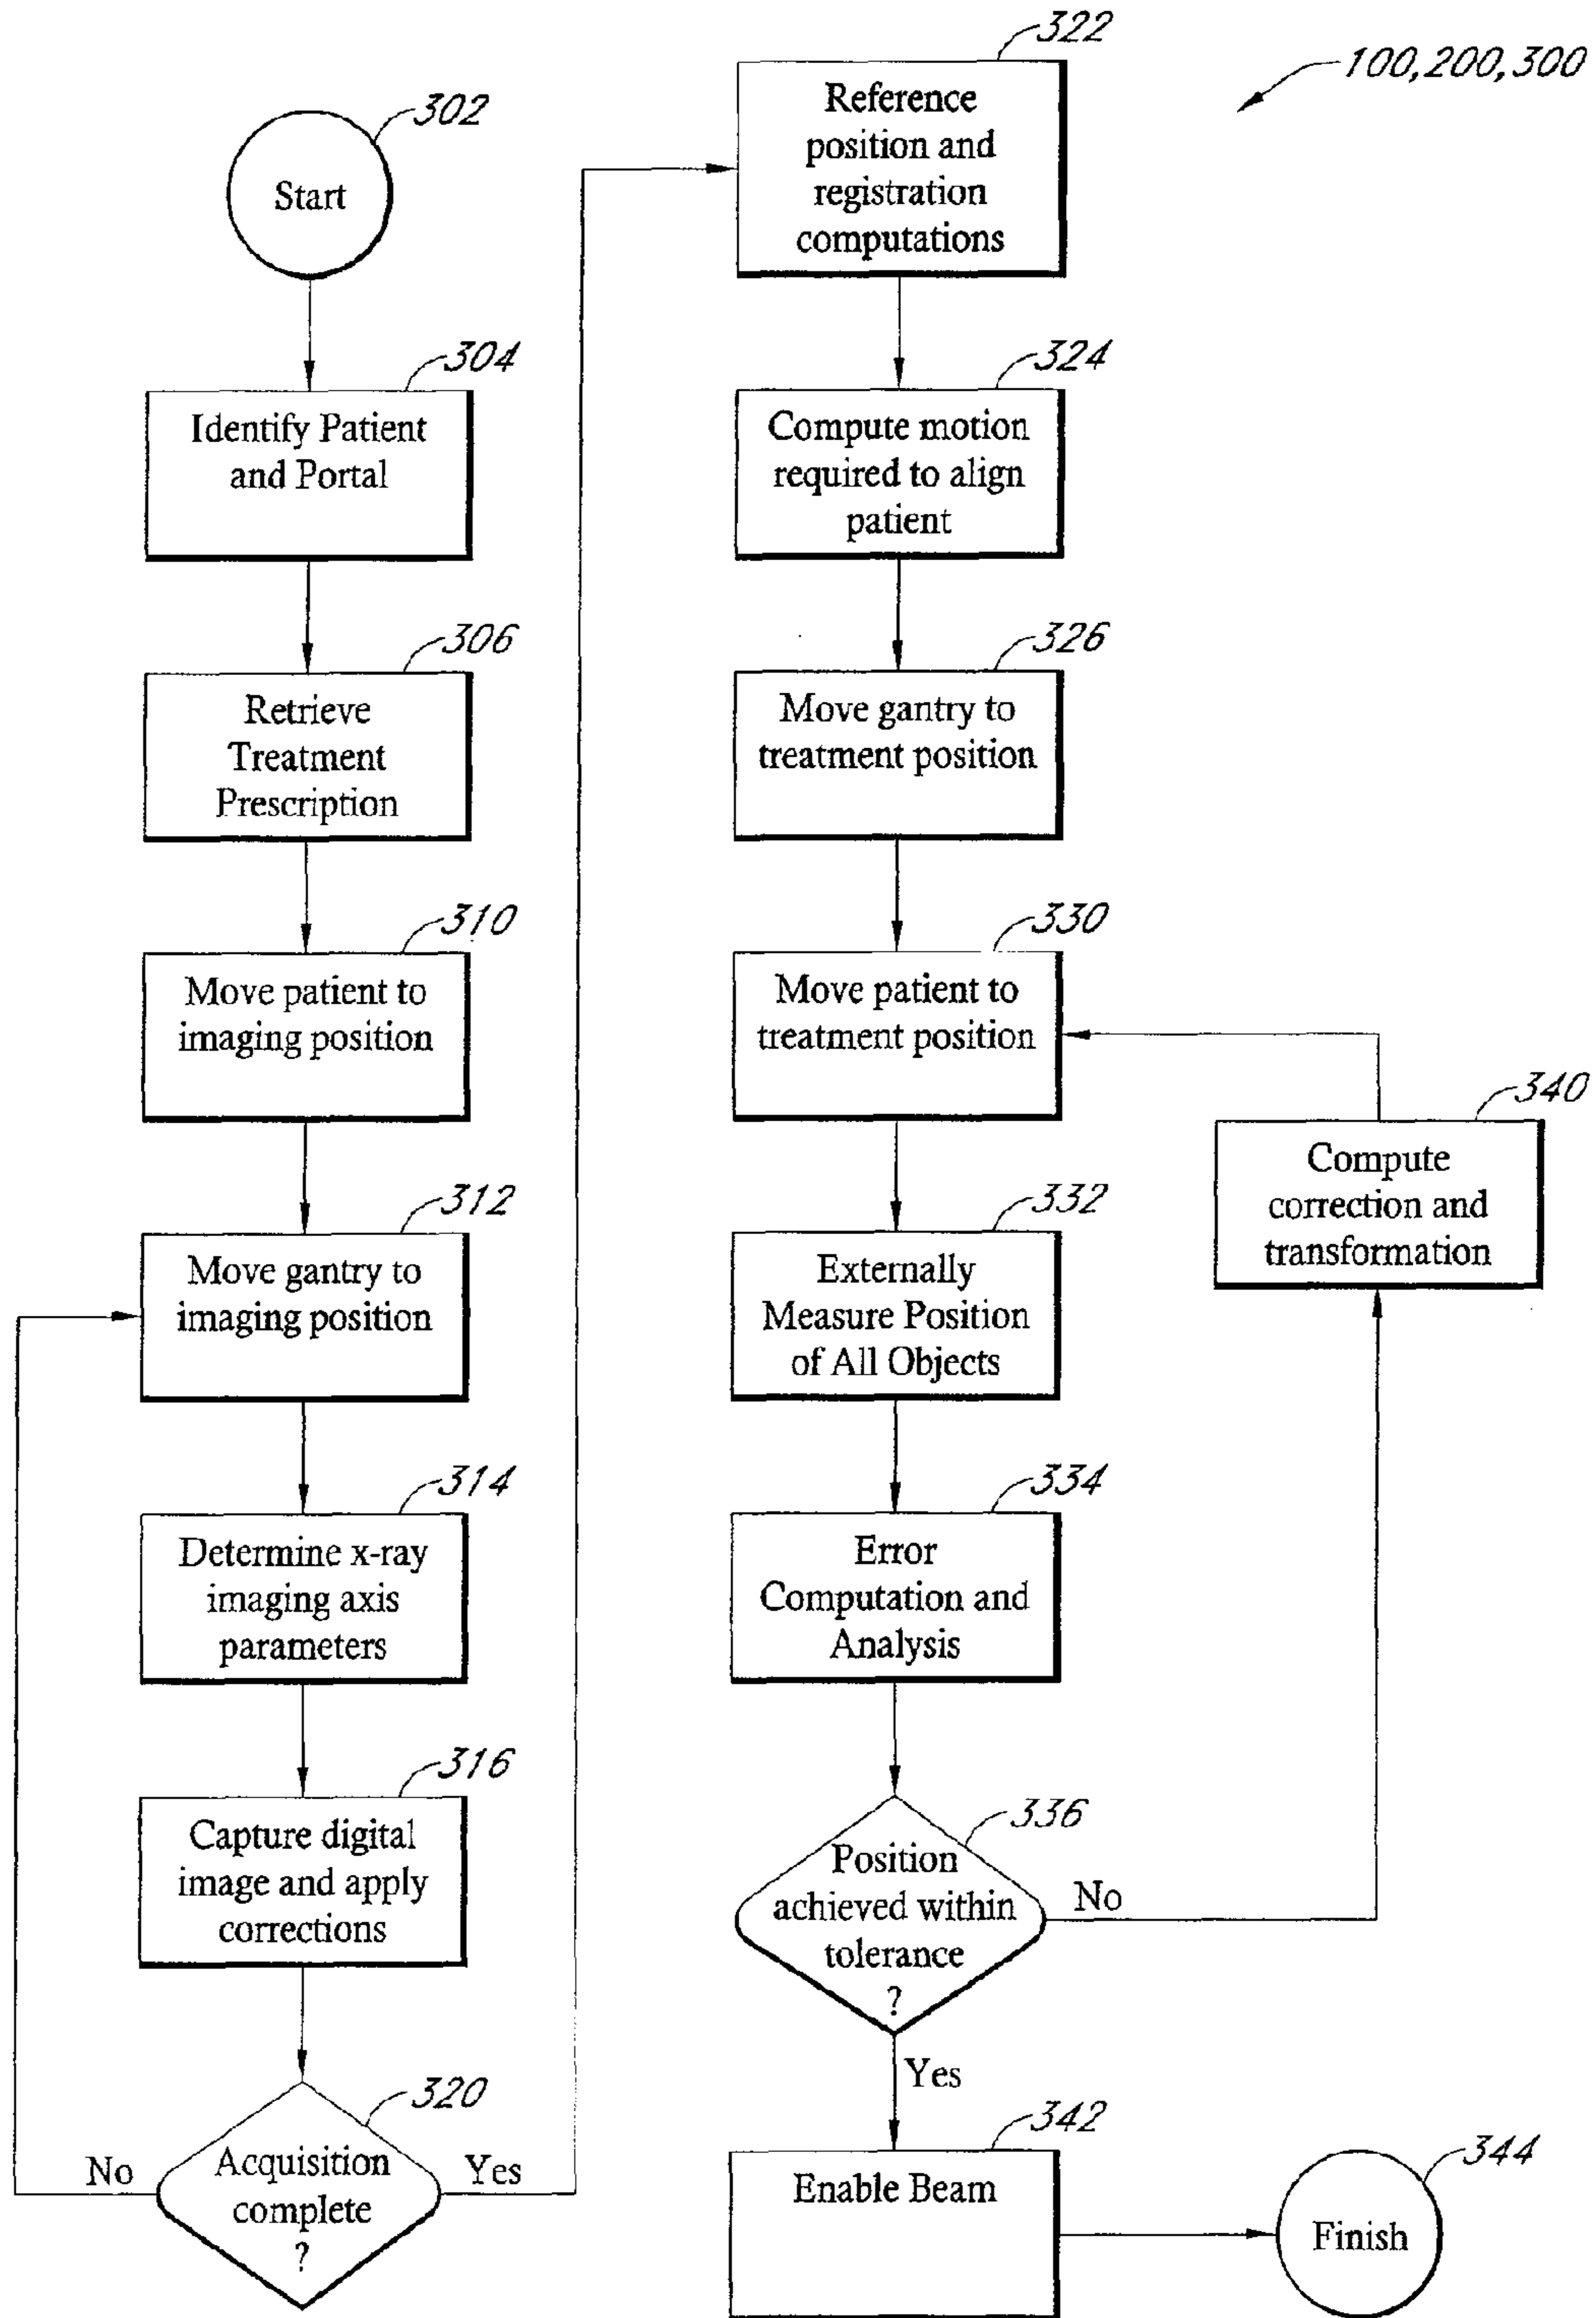 100,200,300
302
Start
304
Identify Patient
and Portal
306
Retrieve
Treatment
Prescription
310
Move patient to
imaging position
312
Move gantry to
imaging position
314
Determine x-ray
imaging axis
parameters
316
Capture digital
image and apply
corrections
320
Acquisition
complete
?
No
Yes
322
Reference
position and
registration
computations
324
Compute motion
required to align
patient
326
Move gantry to
treatment position
330
Move patient to
treatment position
332
Externally
Measure Position
of All Objects
334
Error
Computation and
Analysis
336
Position
achieved within
tolerance
?
No
Yes
340
Compute
correction and
transformation
342
Enable Beam
344
Finish